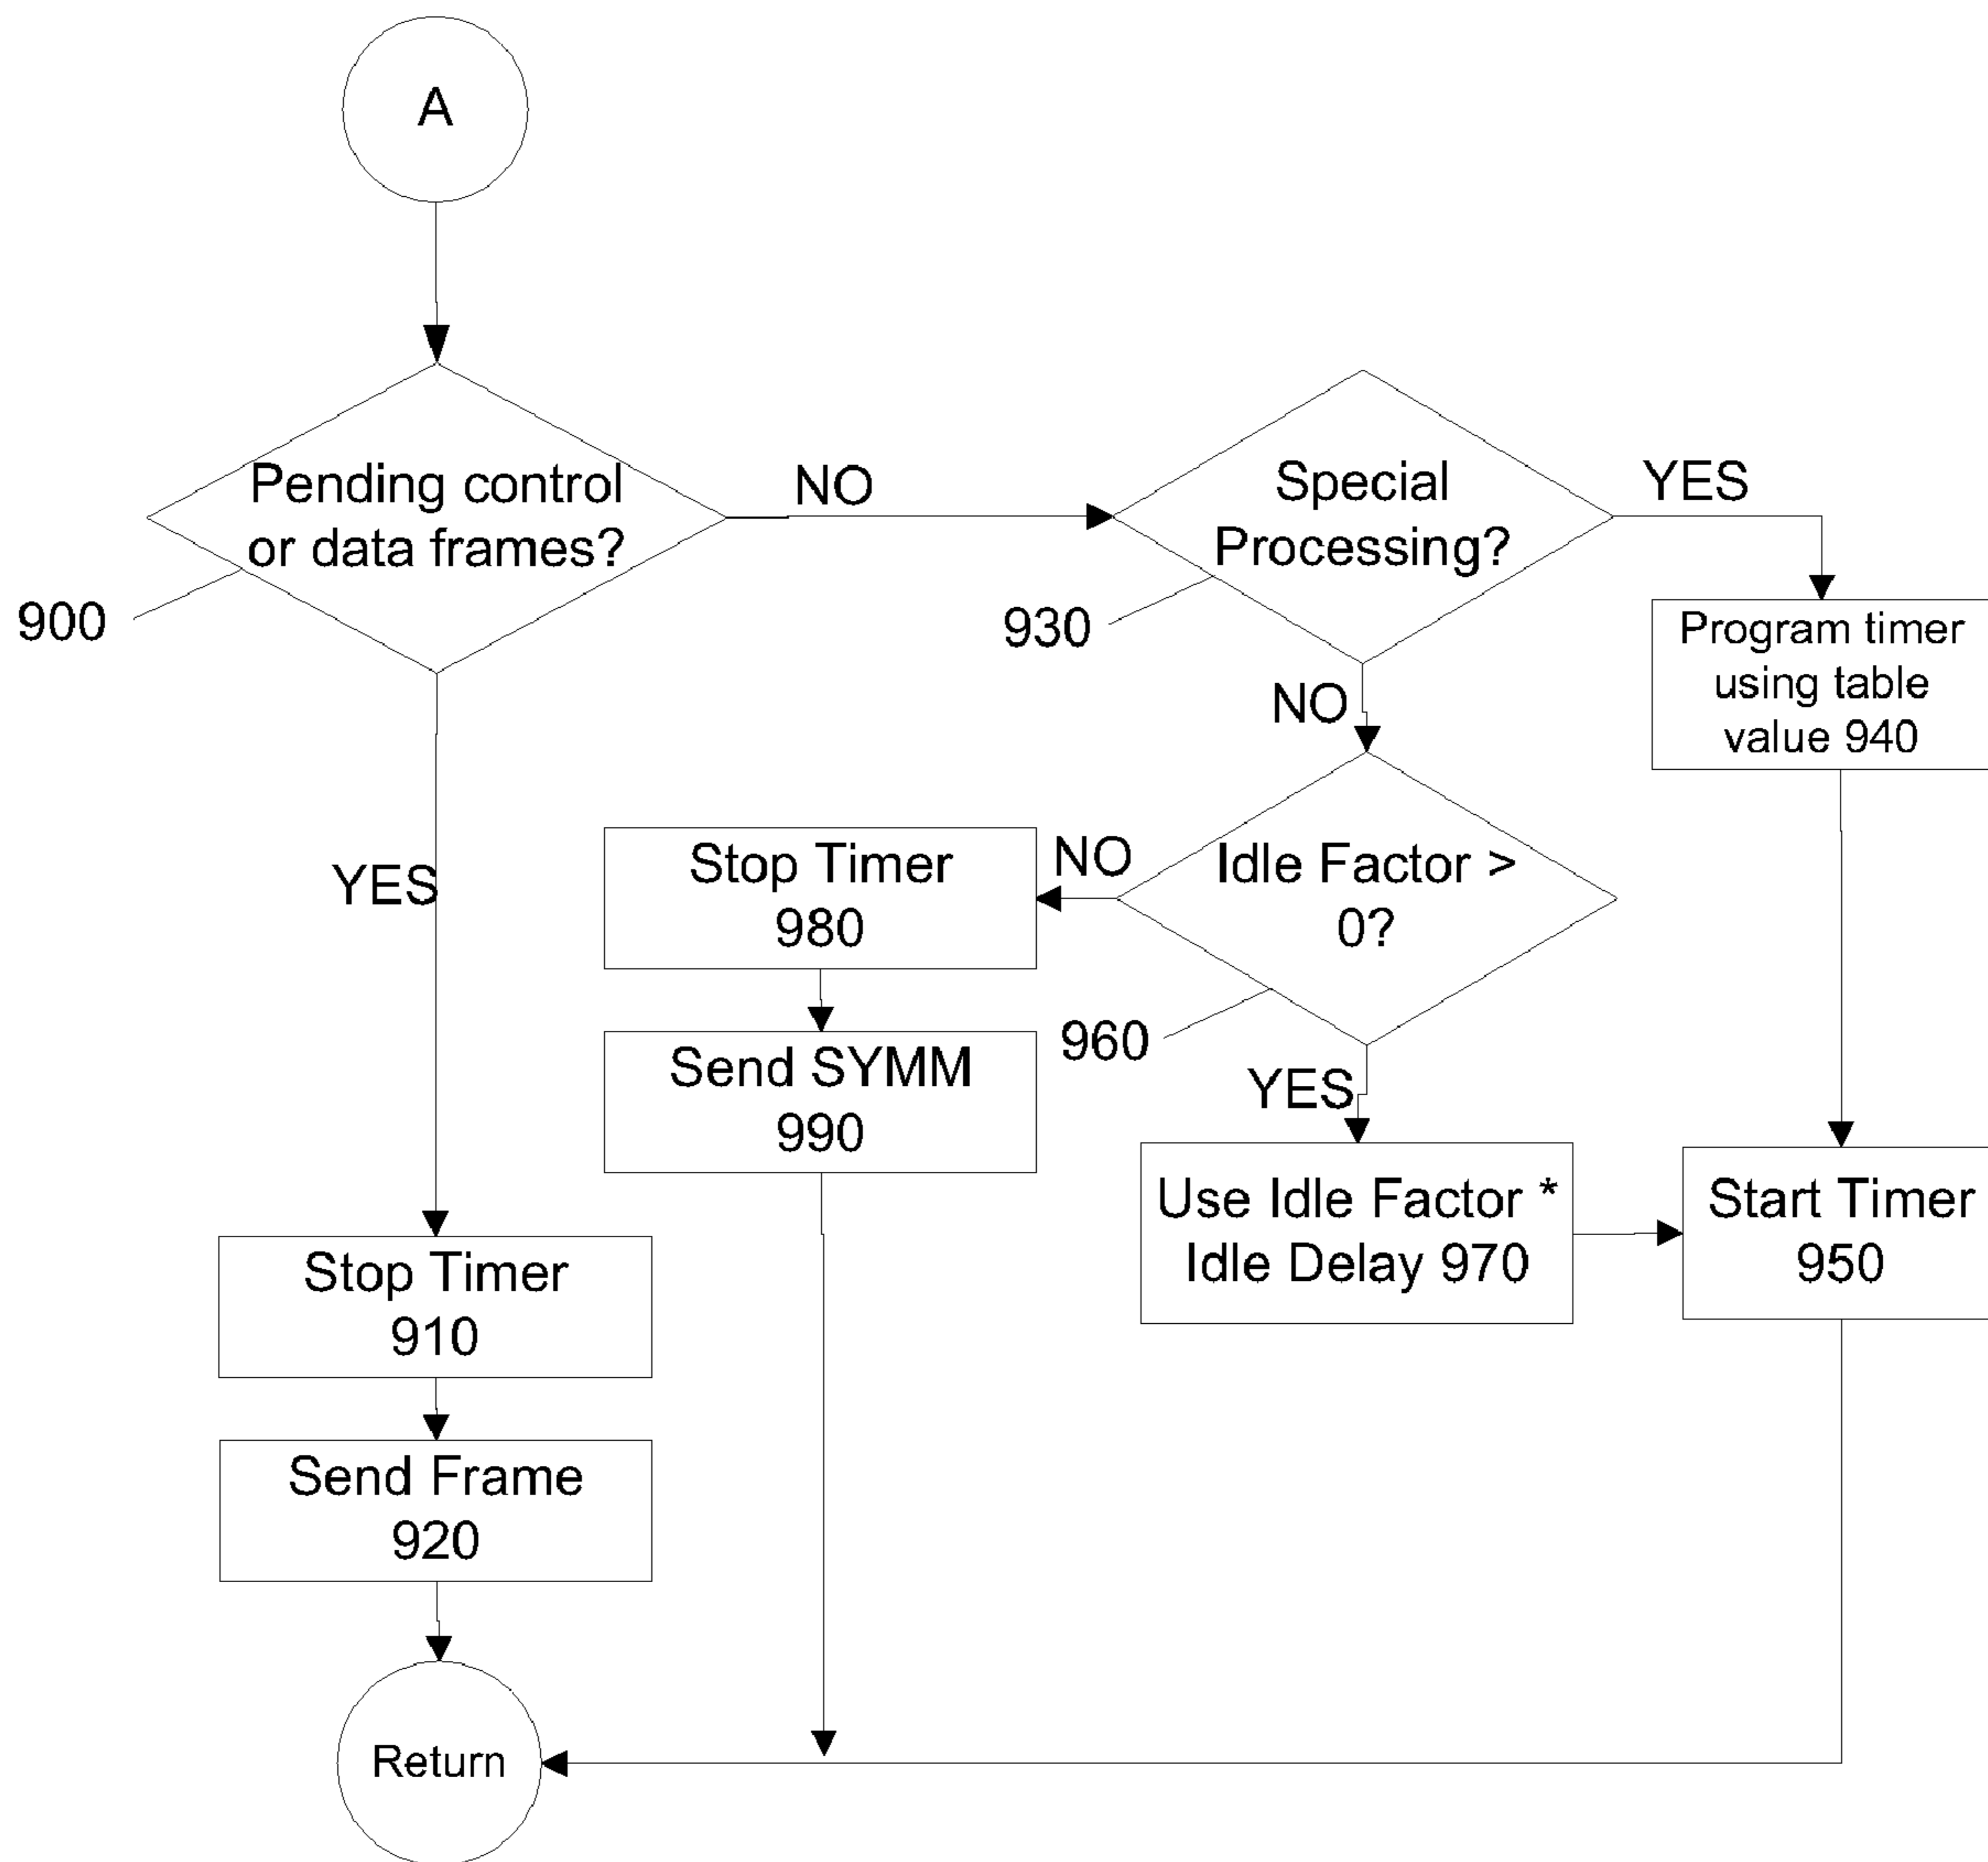 A
Pending control
or data frames?
900
NO
Special
Processing?
930
YES
Program timer
using table
value 940
NO
Idle Factor >
0?
960
NO
Stop Timer
980
Send SYMM
990
YES
Use Idle Factor *
Idle Delay 970
Start Timer
950
YES
Stop Timer
910
Send Frame
920
Return